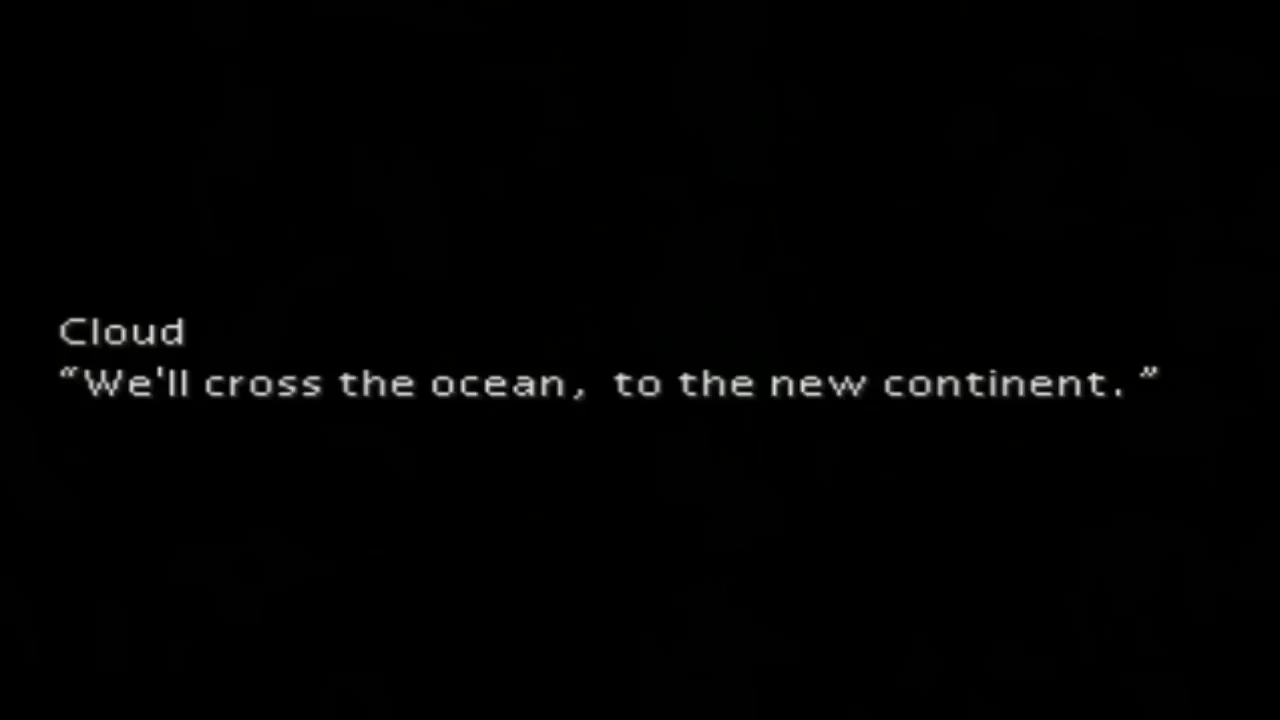 Cloud
“We'll cross the ocean, to the new continent.”